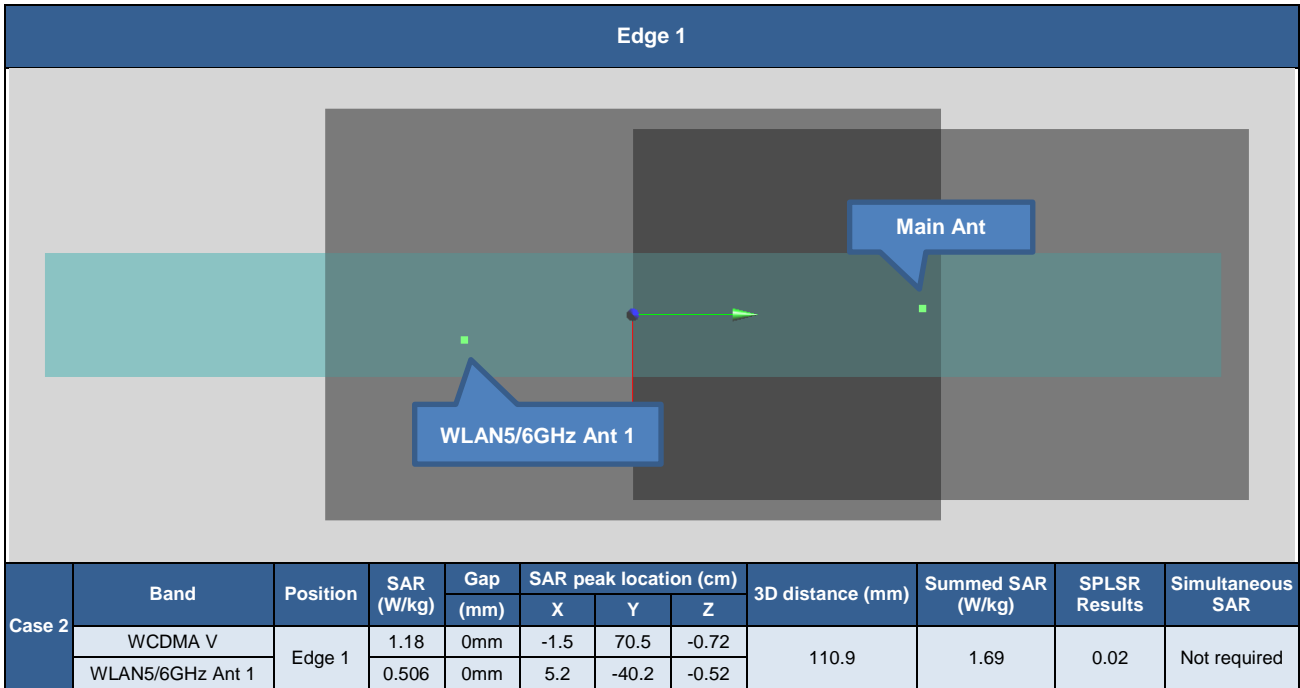 Edge 1
Main Ant
WLAN5/6GHz Ant 1
Case 2 Band Position SAR (W/kg) Gap (mm) SAR peak location (cm) X Y Z 3D distance (mm) Summed SAR (W/kg) SPLSR Results Simultaneous SAR
WCDMA V Edge 1 1.18 0mm -1.5 70.5 -0.72 110.9 1.69 0.02 Not required
WLAN5/6GHz Ant 1 0.506 0mm 5.2 -40.2 -0.52